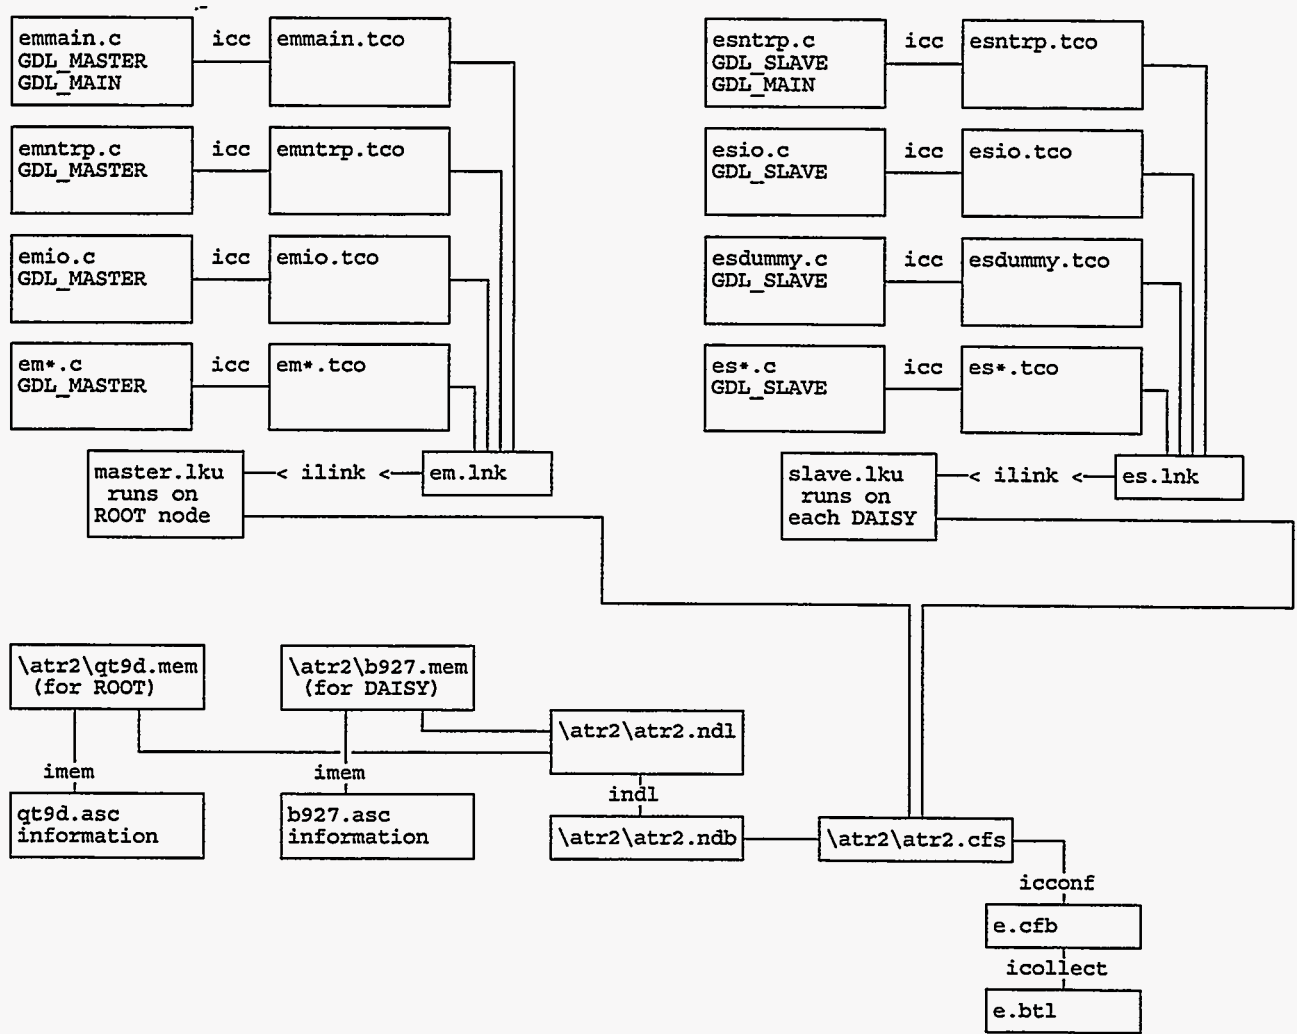 emmain.c
GDL_MASTER
GDL_MAIN
icc
emmain.tco
esntrp.c
GDL_SLAVE
GDL_MAIN
icc
esntrp.tco
emntrp.c
GDL_MASTER
icc
emntrp.tco
esio.c
GDL_SLAVE
icc
esio.tco
emio.c
GDL_MASTER
icc
emio.tco
esdummy.c
GDL_SLAVE
icc
esdummy.tco
em*.c
GDL_MASTER
icc
em*.tco
es*.c
GDL_SLAVE
icc
es*.tco
master.lku
runs on
ROOT node
< ilink <
em.lnk
slave.lku
runs on
each DAISY
< ilink <
es.lnk
\atr2\qt9d.mem
(for ROOT)
\atr2\b927.mem
(for DAISY)
\atr2\atr2.ndl
imem
imem
indl
qt9d.asc
information
b927.asc
information
\atr2\atr2.ndb
\atr2\atr2.cfs
icconf
e.cfb
icollect
e.btl